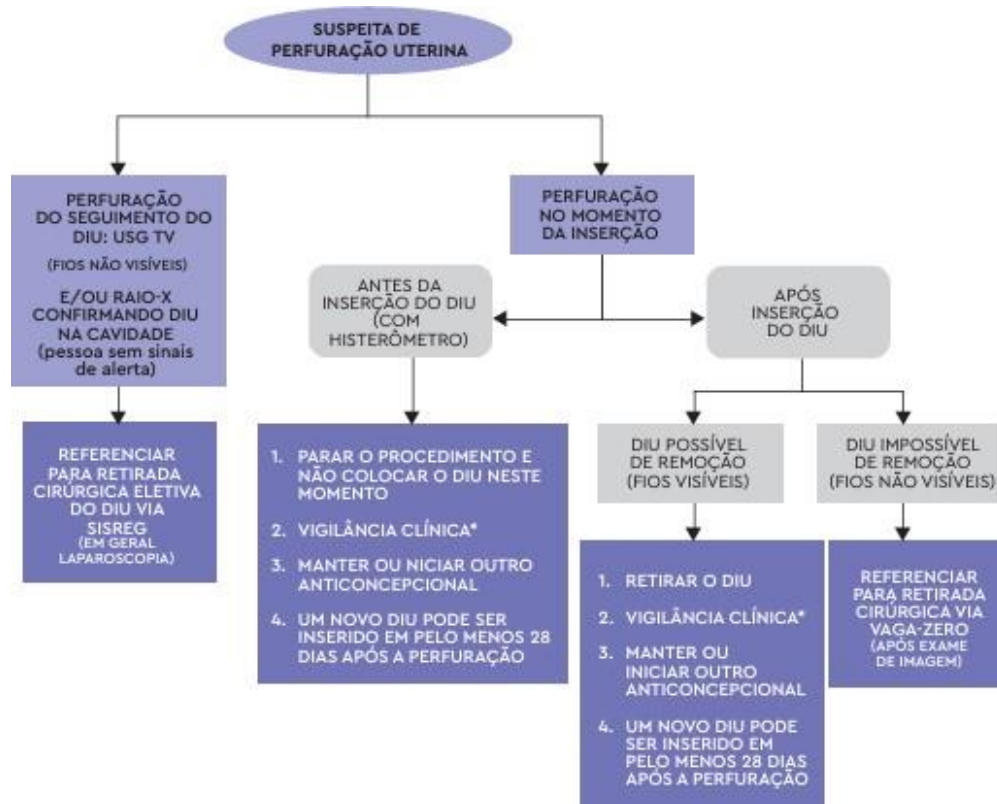 SUSPEITA DE
PERFURAÇÃO UTERINA
PERFURAÇÃO
DO SEGUIMENTO DO
DIU: USG TV
(FIOS NÃO VISÍVEIS)
E/OU RAIO-X
CONFIRMANDO DIU
NA CAVIDADE
(pessoa sem sinais
de alerta)
REFERENCIAR
PARA RETIRADA
CIRÚRGICA ELETIVA
DO DIU VIA
SISREG
(EM GERAL
LAPAROSCOPIA)
PERFURAÇÃO
NO MOMENTO
DA INSERÇÃO
ANTES DA
INSERÇÃO DO DIU
(COM
HISTERÔMETRO)
1. PARAR O PROCEDIMENTO E
NÃO COLOCAR O DIU NESTE
MOMENTO
2. VIGILÂNCIA CLÍNICA*
3. MANTER OU NICIAR OUTRO
ANTICONCEPCIONAL
4. UM NOVO DIU PODE SER
INSERIDO EM PELO MENOS 28
DIAS APÓS A PERFURAÇÃO
APÓS
INSERÇÃO
DO DIU
DIU POSSÍVEL
DE REMOÇÃO
(FIOS VISÍVEIS)
1. RETIRAR O DIU
2. VIGILÂNCIA CLÍNICA*
3. MANTER OU
INICIAR OUTRO
ANTICONCEPCIONAL
4. UM NOVO DIU PODE
SER INSERIDO EM
PELO MENOS 28 DIAS
APÓS A PERFURAÇÃO
DIU IMPOSSÍVEL
DE REMOÇÃO
(FIOS NÃO VISÍVEIS)
REFERENCIAR
PARA RETIRADA
CIRÚRGICA VIA
VAGA-ZERO
(APÓS EXAME
DE IMAGEM)